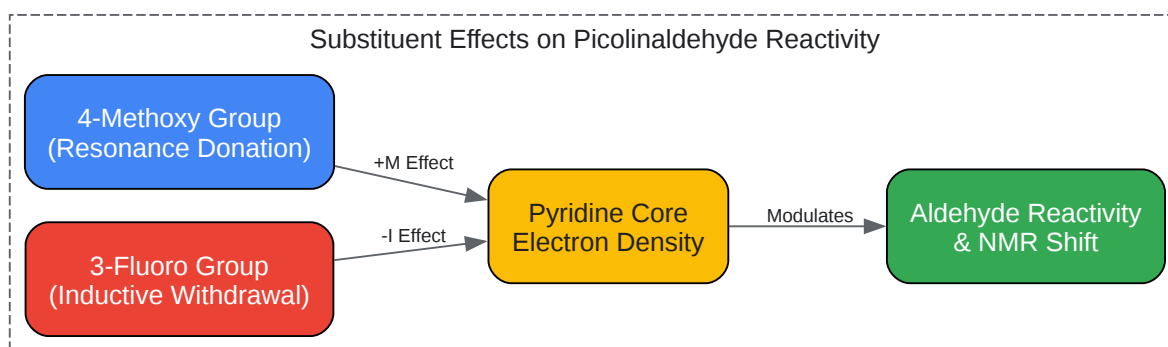 Substituent Effects on Picolinaldehyde Reactivity
4-Methoxy Group
(Resonance Donation)
+M Effect
3-Fluoro Group
(Inductive Withdrawal)
-I Effect
Pyridine Core
Electron Density
Modulates
Aldehyde Reactivity
& NMR Shift